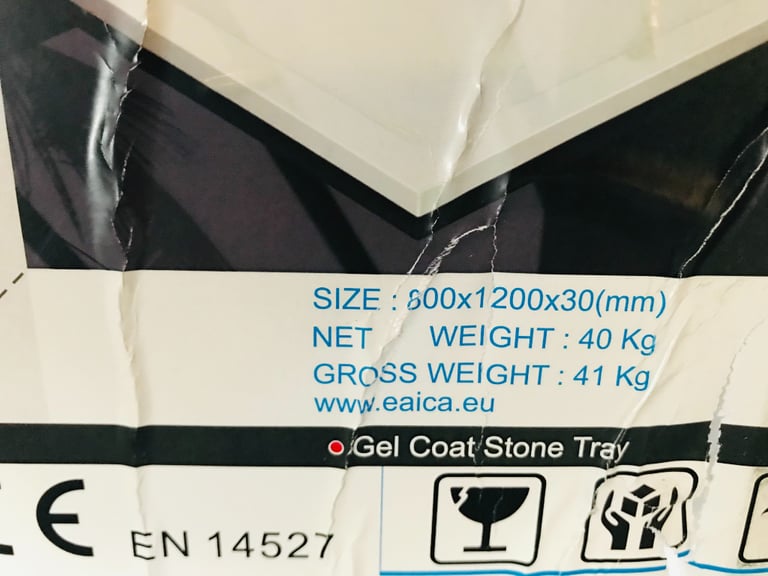 SIZE : 800x1200x30(mm)
NET WEIGHT : 40 Kg
GROSS WEIGHT : 41 Kg
www.eaica.eu
Gel Coat Stone Tray
CE
EN 14527